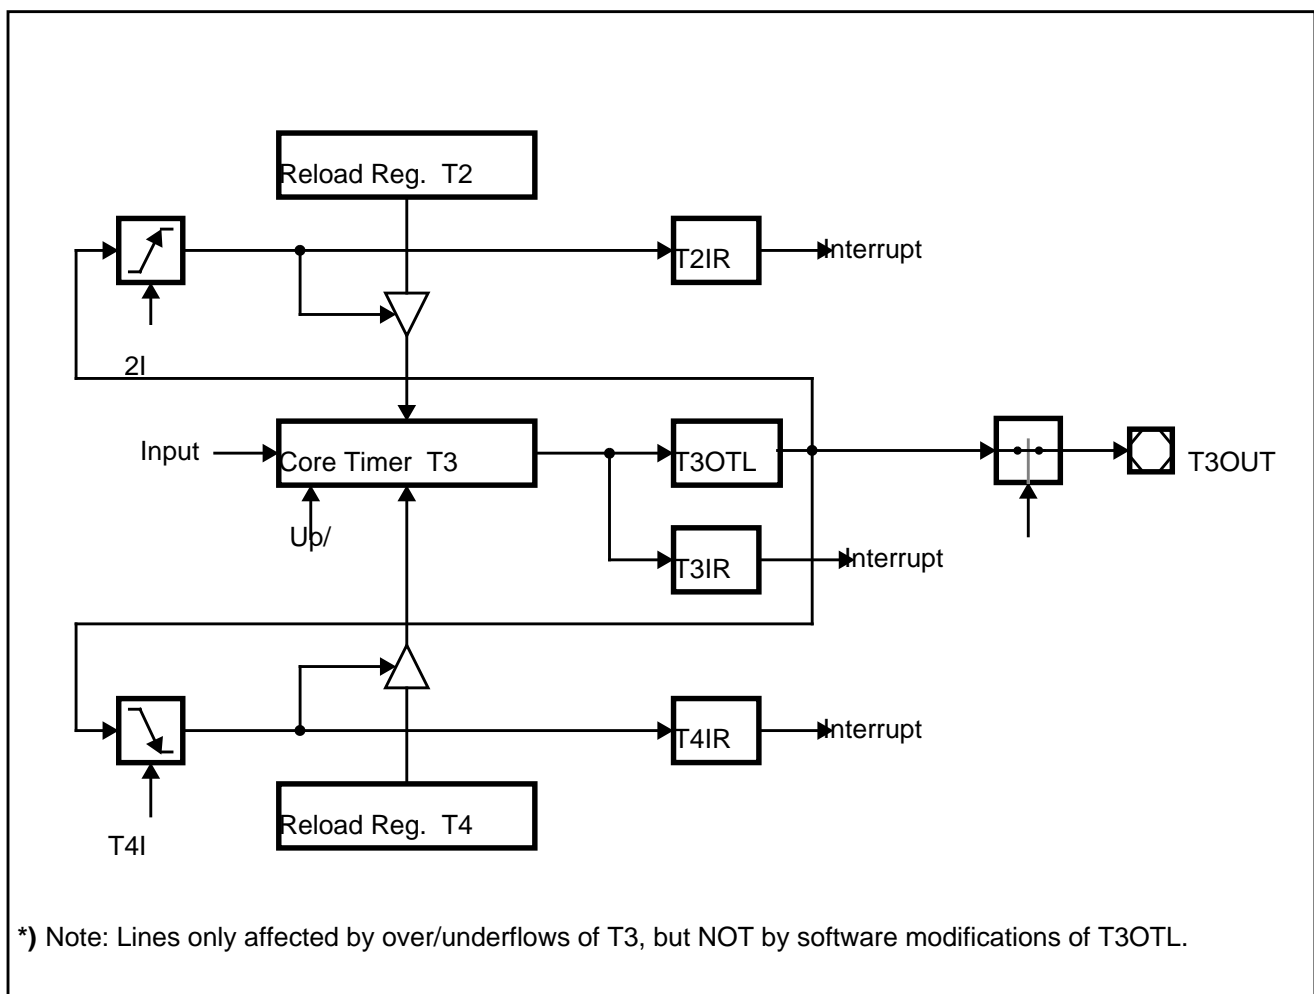 Reload Reg. T2
T2IR
Interrupt
2I
Input
Core Timer T3
T3OTL
T3OUT
Up/
T3IR
Interrupt
T4IR
Interrupt
Reload Reg. T4
T4I
*) Note: Lines only affected by over/underflows of T3, but NOT by software modifications of T3OTL.